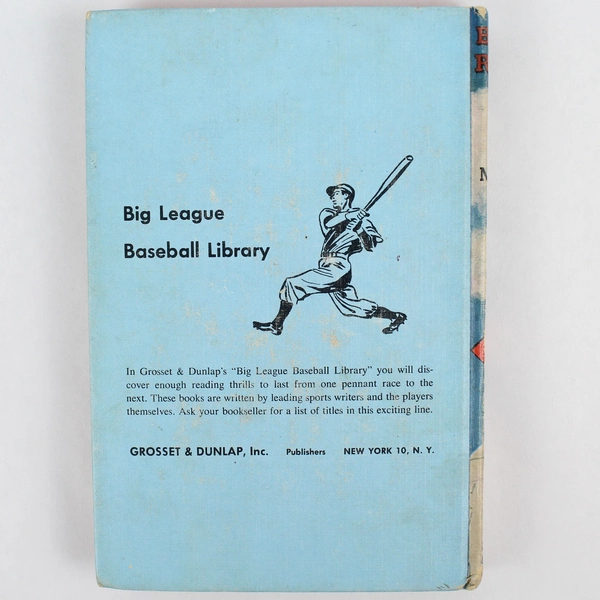 Big League
Baseball Library
In Grosset & Dunlap's "Big League Baseball Library" you will dis-
cover enough reading thrills to last from one pennant race to the
next. These books are written by leading sports writers and the players
themselves. Ask your bookseller for a list of titles in this exciting line.
GROSSET & DUNLAP, Inc. Publishers NEW YORK 10, N. Y.